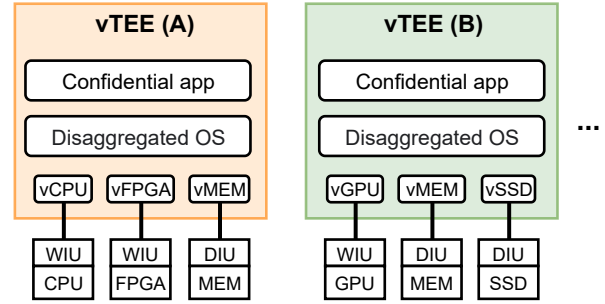 vTEE (A)
Confidential app
Disaggregated OS
vCPU vFPGA vMEM
WIU WIU DIU
CPU FPGA MEM
vTEE (B)
Confidential app
Disaggregated OS
vGPU vMEM vSSD
WIU DIU DIU
GPU MEM SSD
...